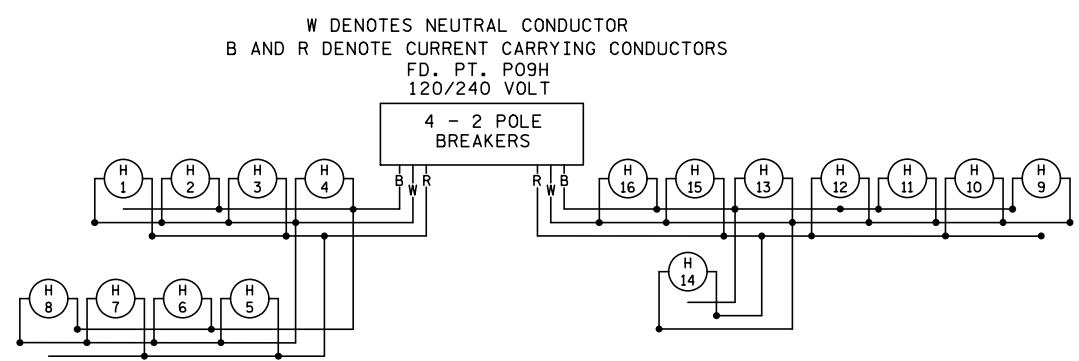 W DENOTES NEUTRAL CONDUCTOR
B AND R DENOTE CURRENT CARRYING CONDUCTORS
FD. PT. P09H
120/240 VOLT
4 - 2 POLE
BREAKERS
H
1
H
2
H
3
H
4
B
W
R
R
W
B
H
16
H
15
H
13
H
12
H
11
H
10
H
9
H
14
H
8
H
7
H
6
H
5